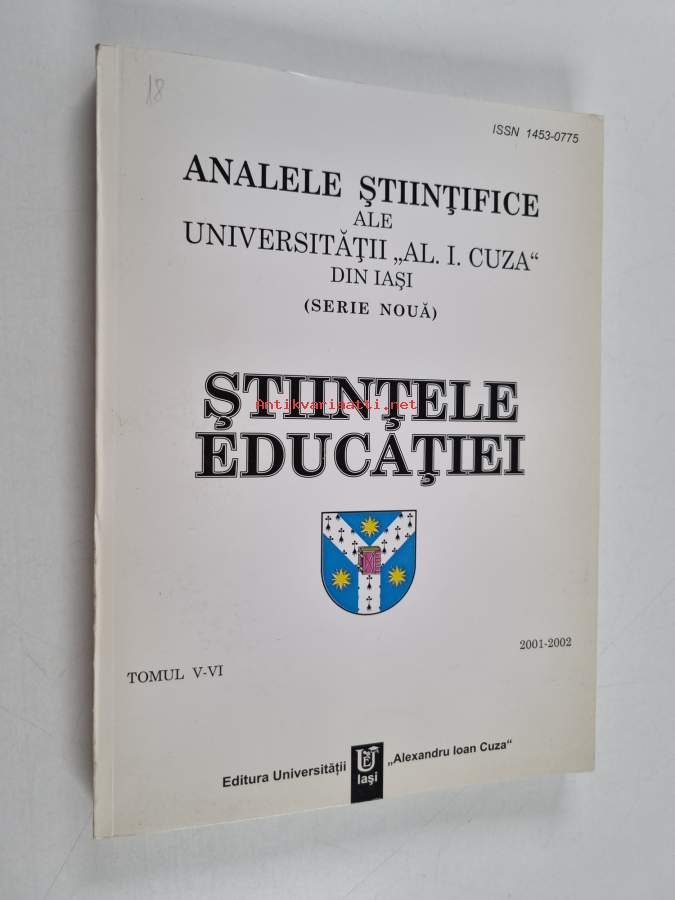 18
ISSN 1453-0775
ANALELE ŞTIINŢIFICE
ALE
UNIVERSITĂŢII „AL. I. CUZA“
DIN IAŞI
(SERIE NOUĂ)
ŞTIINŢELE
Antikvariaatti.net
EDUCAŢIEI
2001-2002
TOMUL V-VI
Editura Universităţii „Alexandru Ioan Cuza“
Iaşi